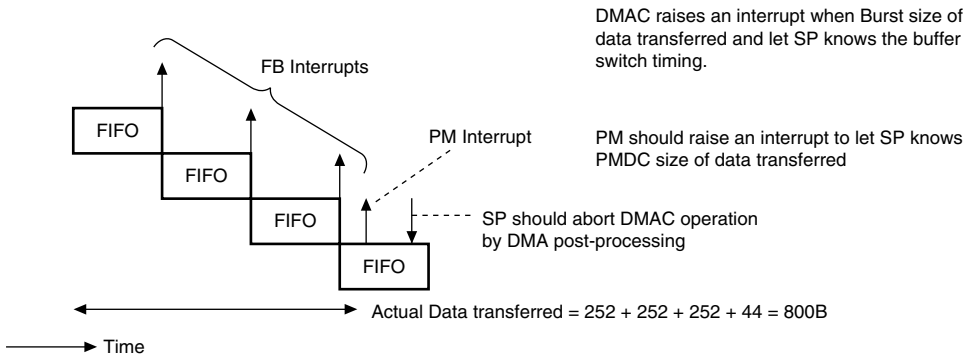 DMAC raises an interrupt when Burst size of
data transferred and let SP knows the buffer
switch timing.
FB Interrupts
FIFO
PM Interrupt
PM should raise an interrupt to let SP knows
PMDC size of data transferred
FIFO
FIFO
SP should abort DMAC operation
by DMA post-processing
FIFO
Actual Data transferred = 252 + 252 + 252 + 44 = 800B
Time